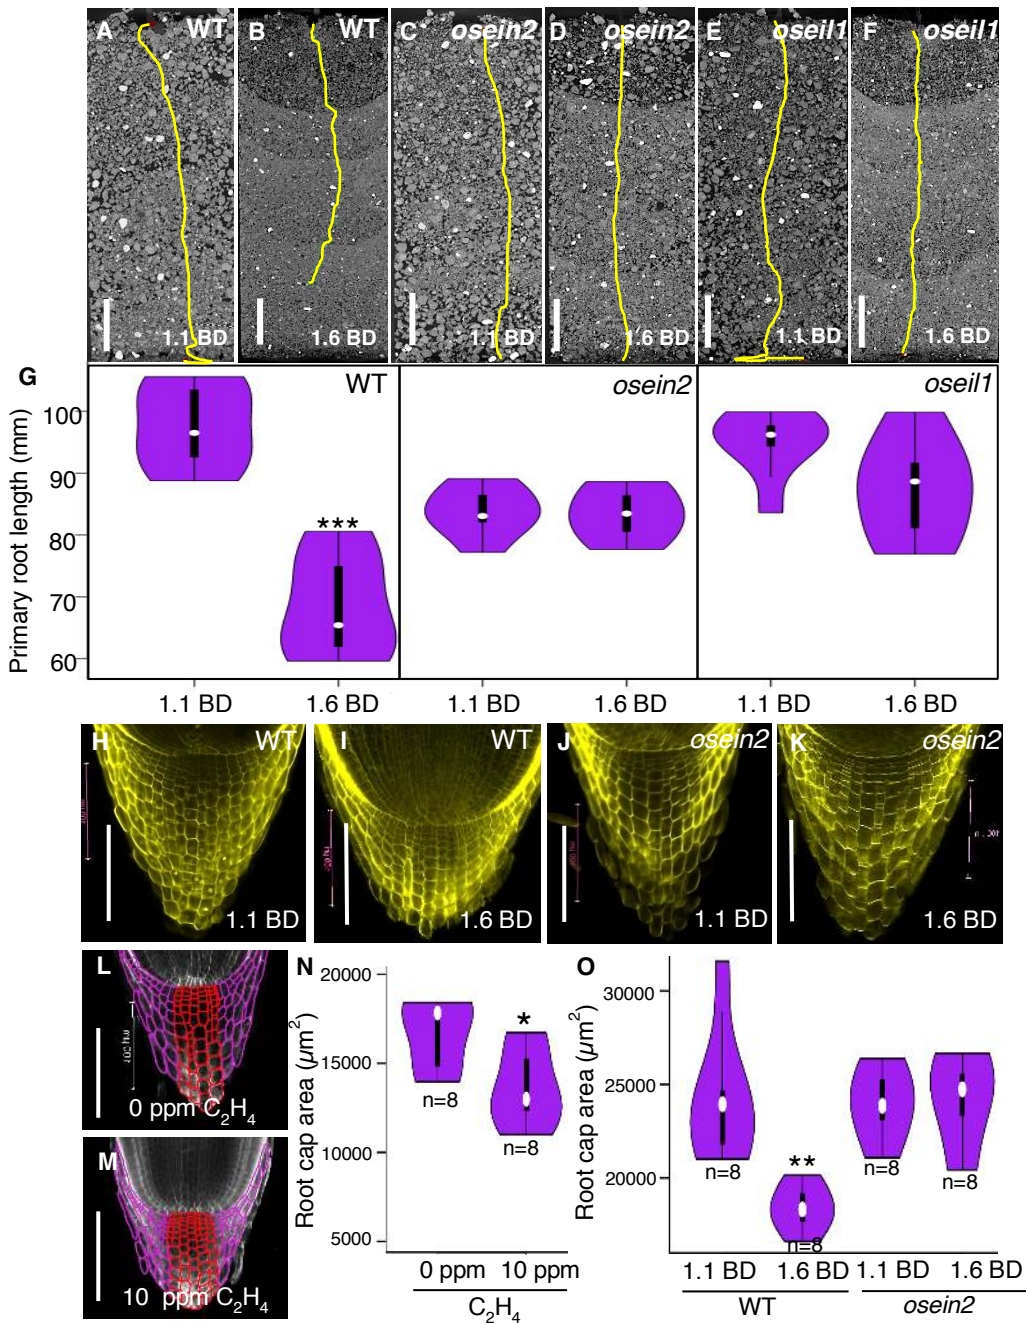 A WT
B WT
C osein2
D osein2
E oseil1
F oseil1
1.1 BD
1.6 BD
1.1 BD
1.6 BD
1.1 BD
1.6 BD
G
WT
osein2
oseil1
Primary root length (mm)
100
90
80
70
60
***
1.1 BD
1.6 BD
1.1 BD
1.6 BD
1.1 BD
1.6 BD
H WT
I WT
J osein2
K osein2
1.1 BD
1.6 BD
1.1 BD
1.6 BD
L
0 ppm C2H4
M
10 ppm C2H4
N
Root cap area (µm²)
20000
15000
10000
5000
*
n=8
n=8
0 ppm
10 ppm
C2H4
O
Root cap area (µm²)
30000
25000
20000
**
n=8
n=8
n=8
n=8
1.1 BD
1.6 BD
1.1 BD
1.6 BD
WT
osein2